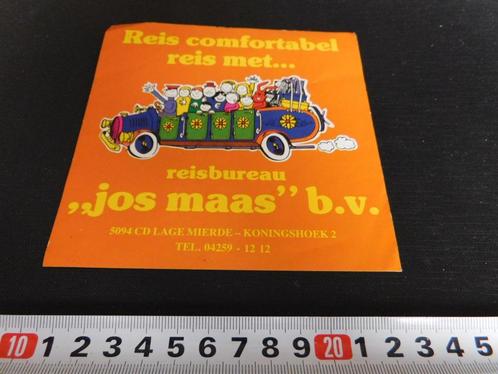 Reis comfortabel
reis met...
reisbureau
„jos maas” b.v.
5094 CD LAGE MIERDE – KONINGSHOEK 2
TEL. 04259 - 12 12
10 1 2 3 4 5 6 7 8 9 20 1 2 3 4 5